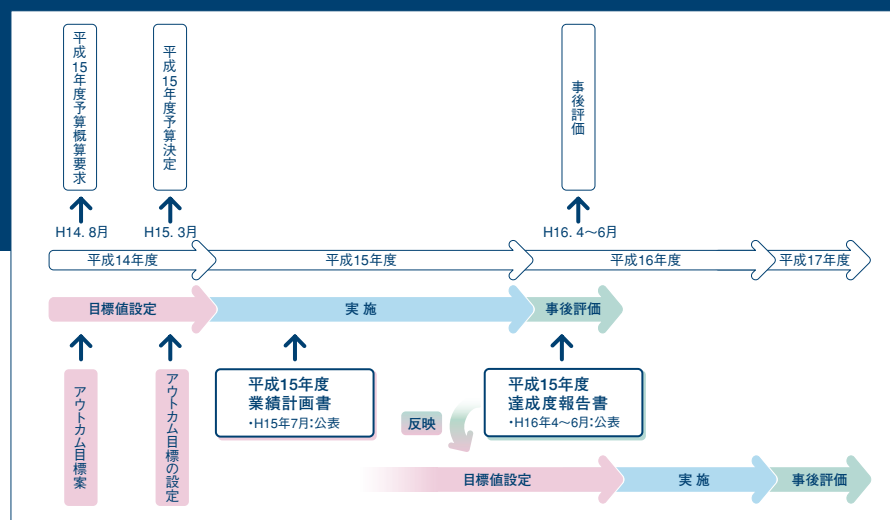 平成15年度予算概算要求
平成15年度予算決定
事後評価
H14. 8月
H15. 3月
H16. 4〜6月
平成14年度
平成15年度
平成16年度
平成17年度
目標値設定
実 施
事後評価
アウトカム目標案
アウトカム目標の設定
平成15年度
業績計画書
・H15年7月：公表
反映
平成15年度
達成度報告書
・H16年4〜6月：公表
目標値設定
実 施
事後評価